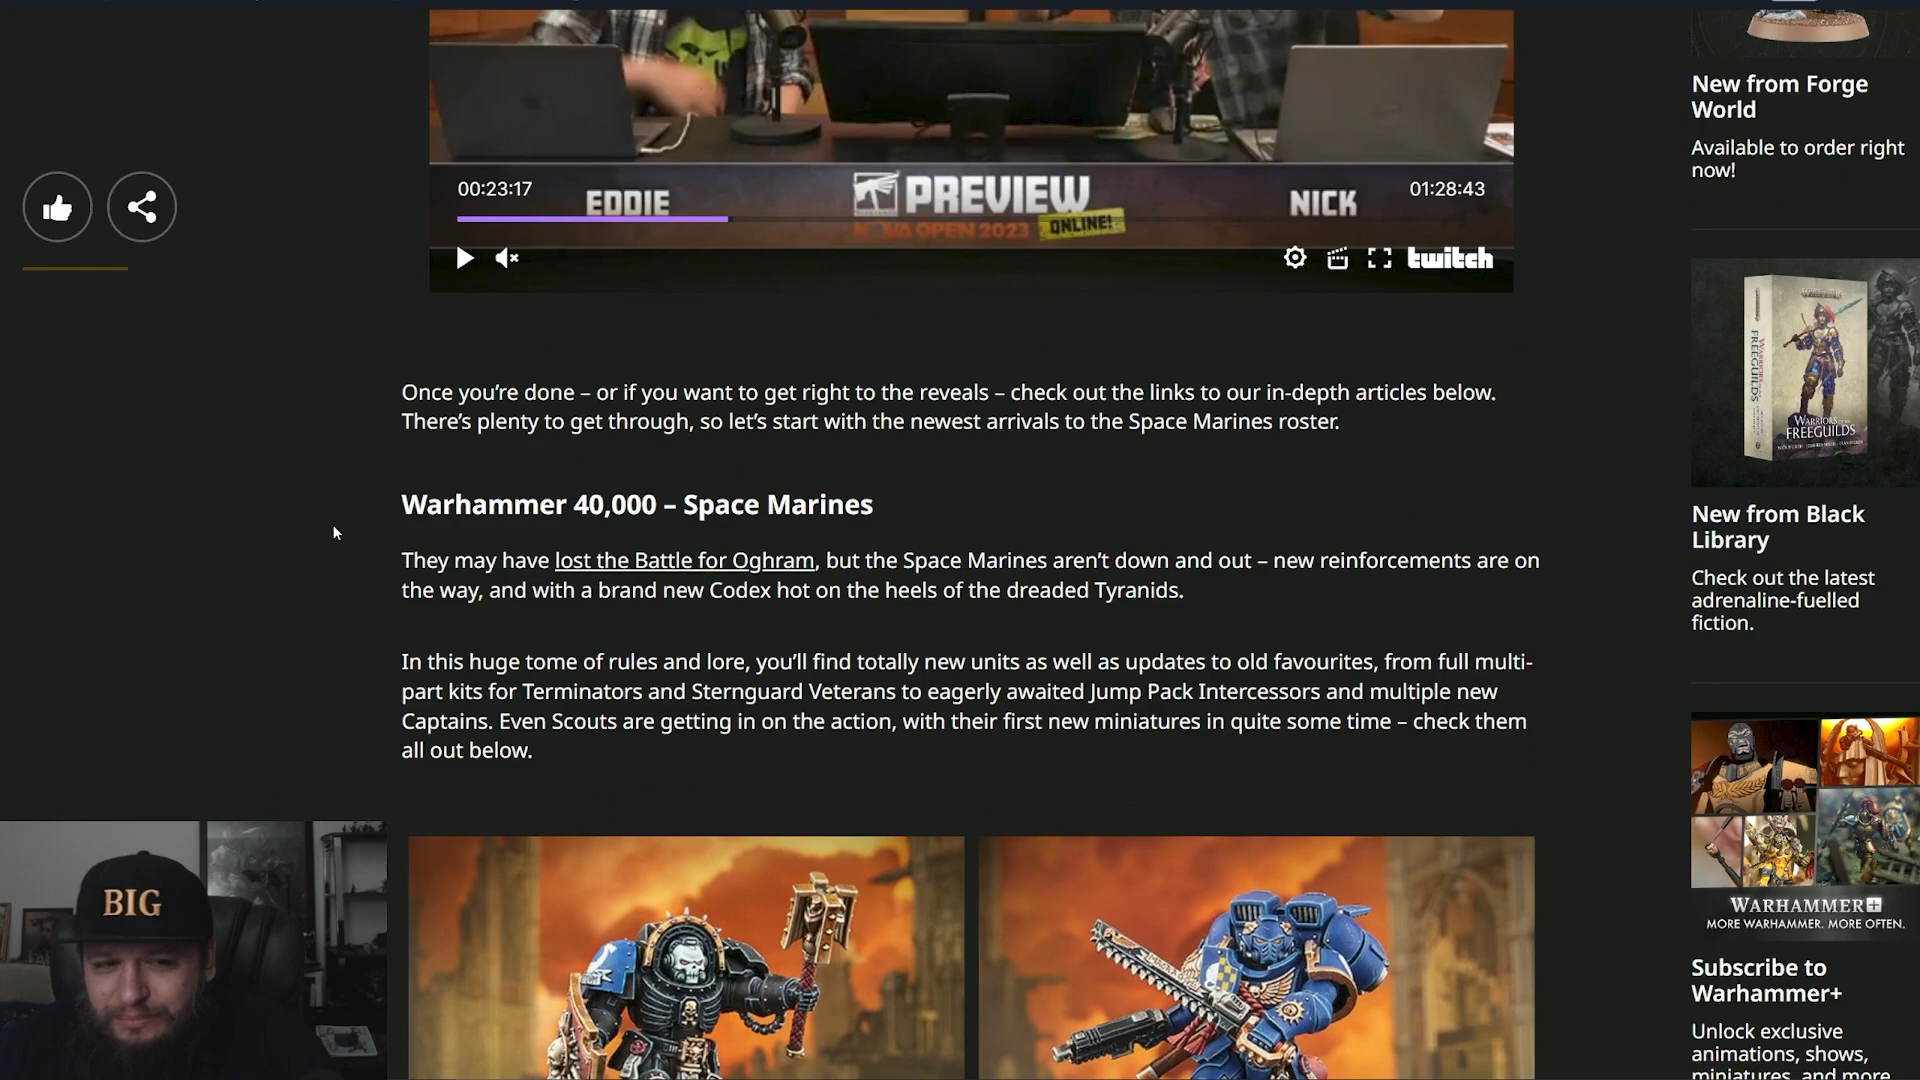 00:23:17
EDDIE
PREVIEW
NOVA OPEN 2023
ONLINE!
NICK
01:28:43
twitch
Once you’re done – or if you want to get right to the reveals – check out the links to our in-depth articles below.
There’s plenty to get through, so let’s start with the newest arrivals to the Space Marines roster.
Warhammer 40,000 – Space Marines
They may have lost the Battle for Oghram, but the Space Marines aren’t down and out – new reinforcements are on
the way, and with a brand new Codex hot on the heels of the dreaded Tyranids.
In this huge tome of rules and lore, you’ll find totally new units as well as updates to old favourites, from full multi-
part kits for Terminators and Sternguard Veterans to eagerly awaited Jump Pack Intercessors and multiple new
Captains. Even Scouts are getting in on the action, with their first new miniatures in quite some time – check them
all out below.
BIG
New from Forge
World
Available to order right
now!
WARRIORS OF THE
FREEGUILDS
New from Black
Library
Check out the latest
adrenaline-fuelled
fiction.
WARHAMMER+
MORE WARHAMMER. MORE OFTEN.
Subscribe to
Warhammer+
Unlock exclusive
animations, shows,
miniatures, and more